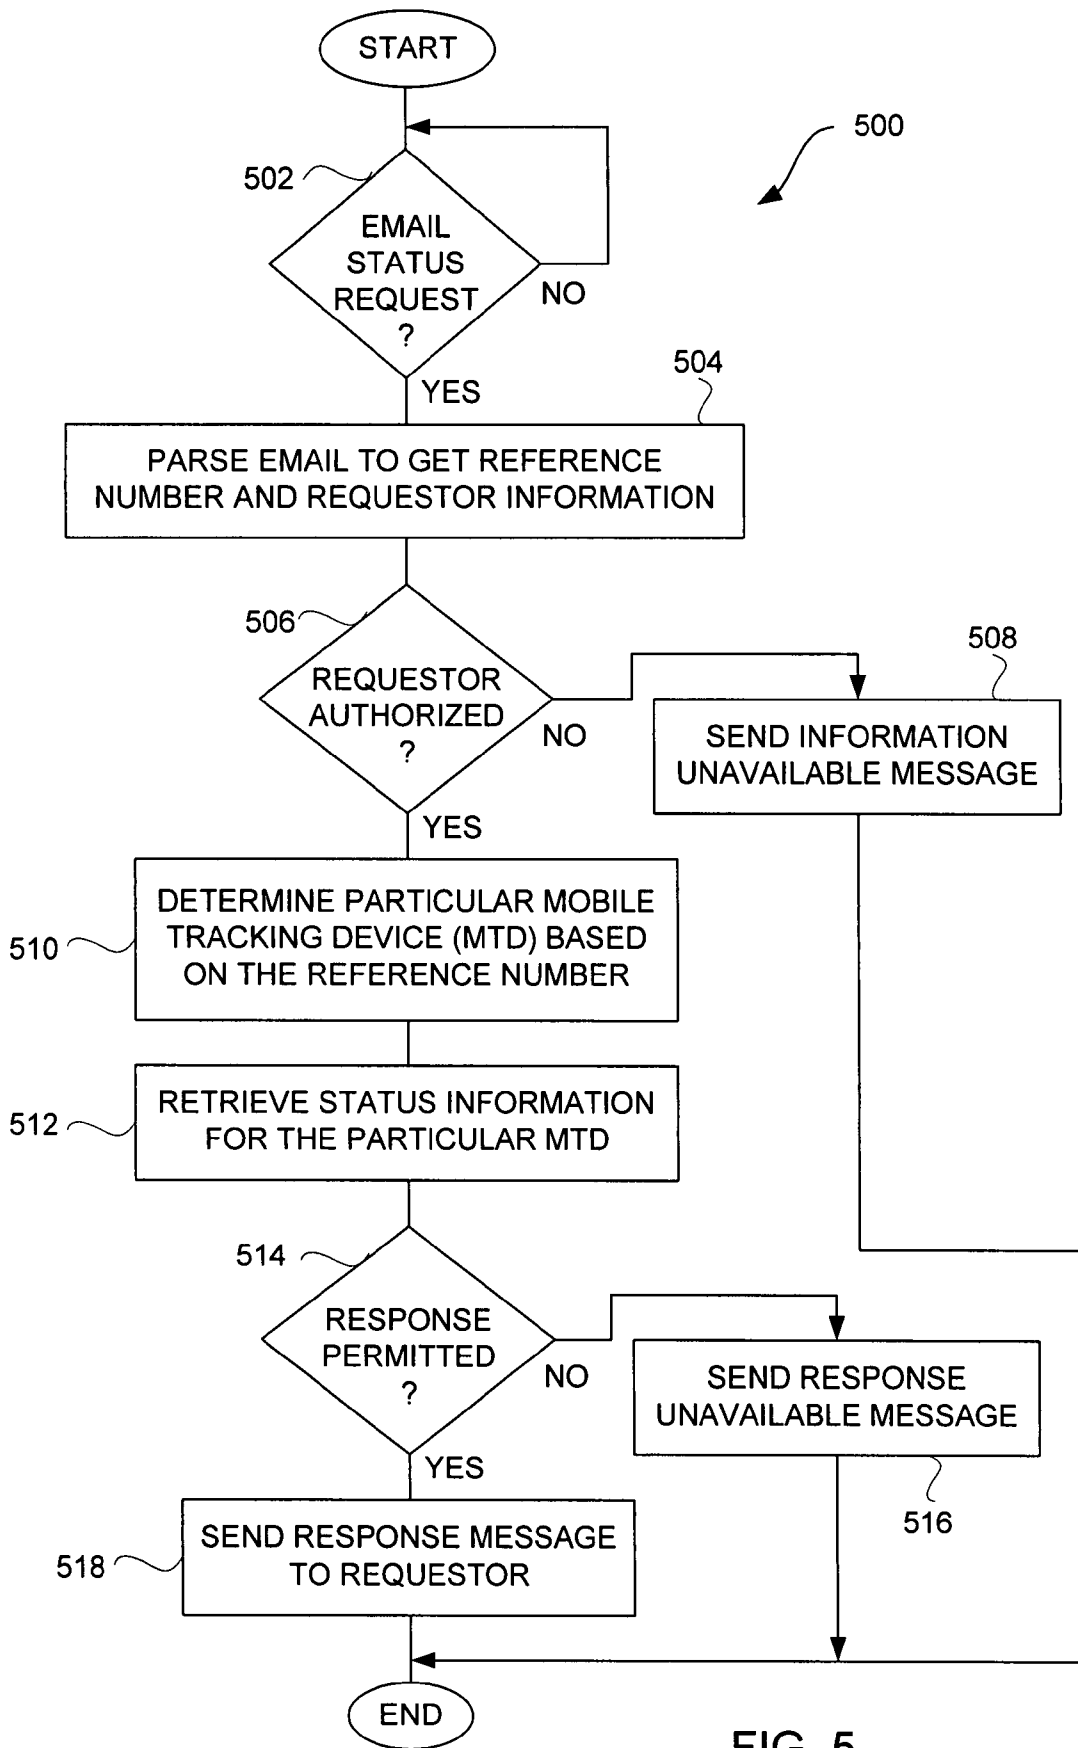 START
500
502
EMAIL
STATUS
REQUEST
?
NO
YES
504
PARSE EMAIL TO GET REFERENCE
NUMBER AND REQUESTOR INFORMATION
506
REQUESTOR
AUTHORIZED
?
NO
YES
508
SEND INFORMATION
UNAVAILABLE MESSAGE
510
DETERMINE PARTICULAR MOBILE
TRACKING DEVICE (MTD) BASED
ON THE REFERENCE NUMBER
512
RETRIEVE STATUS INFORMATION
FOR THE PARTICULAR MTD
514
RESPONSE
PERMITTED
?
NO
YES
SEND RESPONSE
UNAVAILABLE MESSAGE
516
518
SEND RESPONSE MESSAGE
TO REQUESTOR
END
FIG. 5